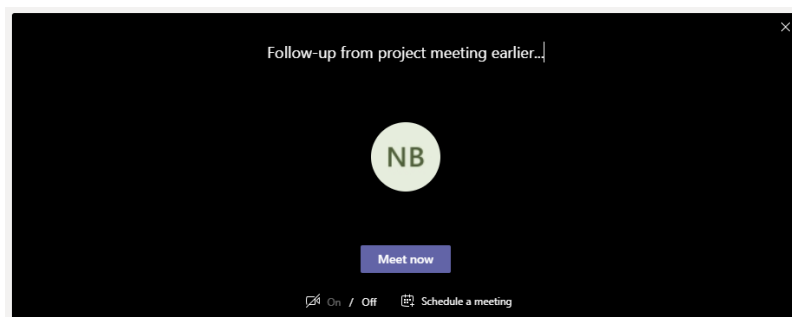 Follow-up from project meeting earlier...
NB
Meet now
On / Off Schedule a meeting